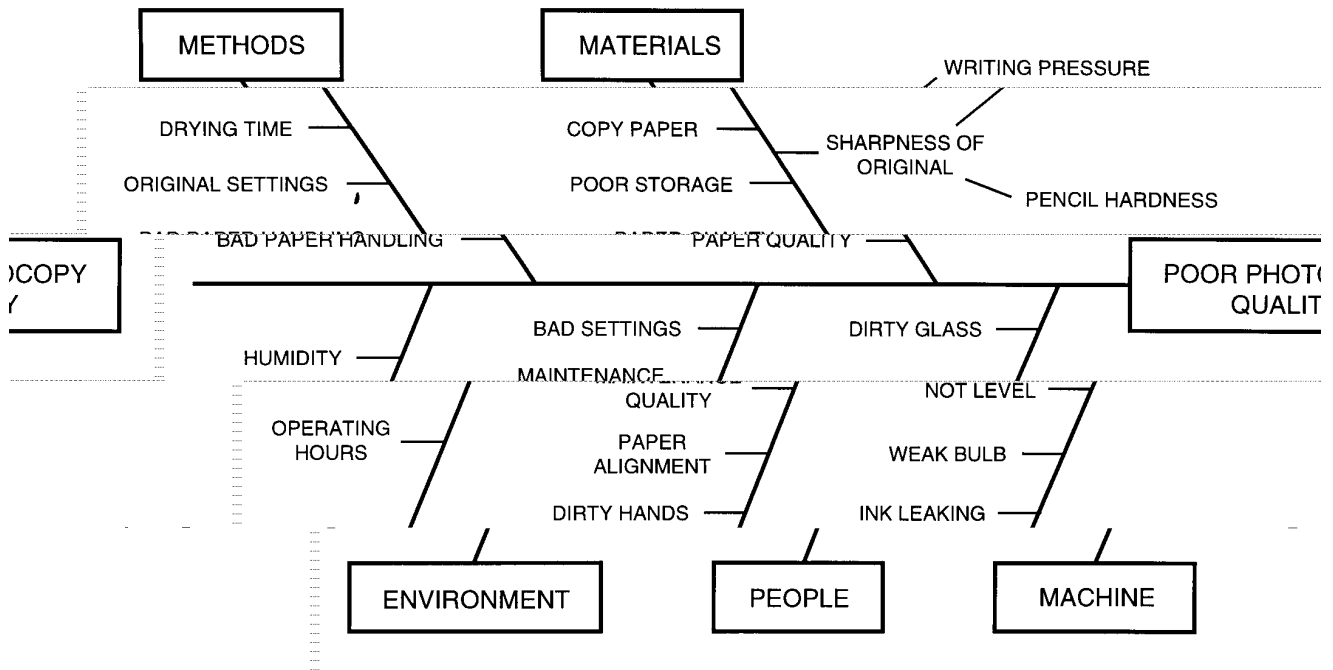 METHODS
MATERIALS
WRITING PRESSURE
DRYING TIME
COPY PAPER
SHARPNESS OF
ORIGINAL
ORIGINAL SETTINGS
POOR STORAGE
PENCIL HARDNESS
BAD PAPER HANDLING
PAPER QUALITY
OCOPY
Y
POOR PHOTO
QUALIT
BAD SETTINGS
DIRTY GLASS
HUMIDITY
MAINTENANCE
QUALITY
NOT LEVEL
OPERATING
HOURS
PAPER
ALIGNMENT
WEAK BULB
DIRTY HANDS
INK LEAKING
ENVIRONMENT
PEOPLE
MACHINE